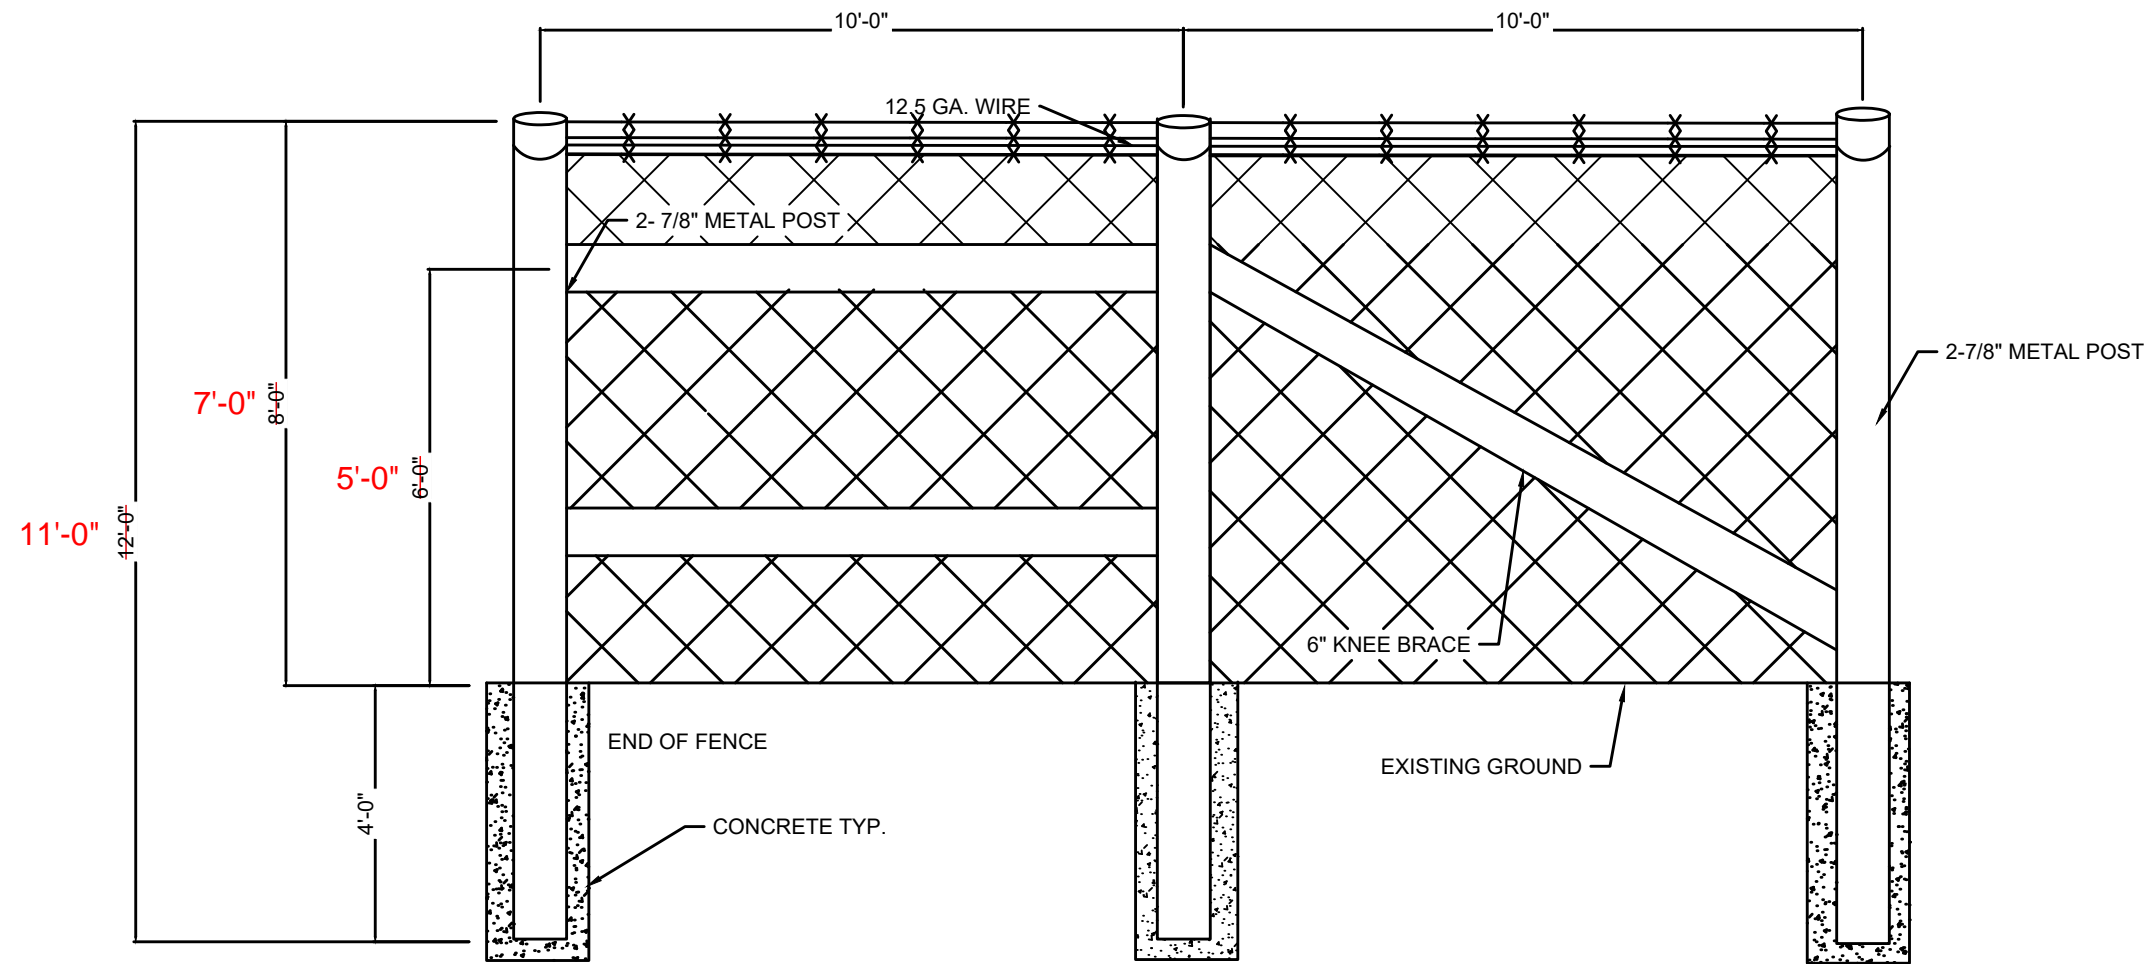 10'-0"
10'-0"
12.5 GA. WIRE
2- 7/8" METAL POST
2-7/8" METAL POST
7'-0"
8'-0"
5'-0"
6'-0"
11'-0"
12'-0"
6" KNEE BRACE
END OF FENCE
EXISTING GROUND
4'-0"
CONCRETE TYP.